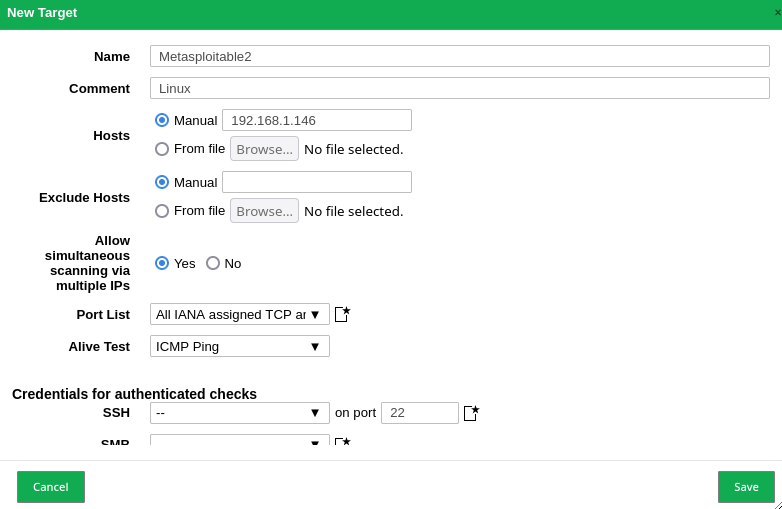 New Target
×
Name Metasploitable2
Comment Linux
Hosts
Manual 192.168.1.146
From file Browse... No file selected.
Exclude Hosts
Manual
From file Browse... No file selected.
Allow
simultaneous
scanning via
multiple IPs
Yes No
Port List All IANA assigned TCP ar ▼
Alive Test ICMP Ping ▼
Credentials for authenticated checks
SSH -- ▼ on port 22
SMB ▼
Cancel Save